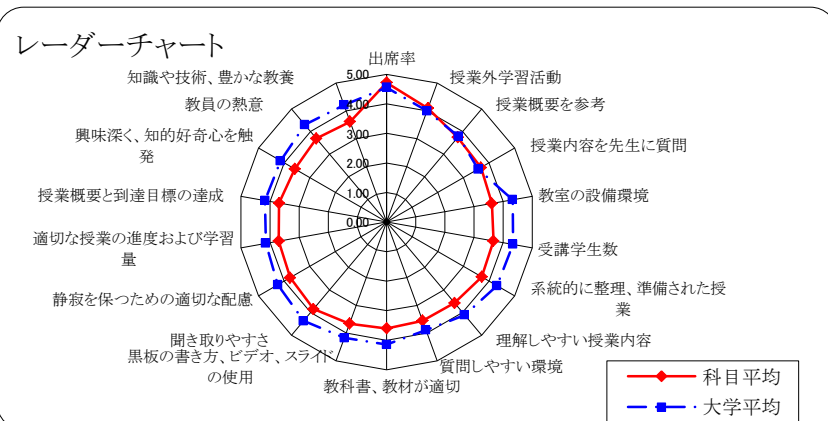 レーダーチャート
出席率
授業外学習活動
授業概要を参考
授業内容を先生に質問
教室の設備環境
受講学生数
系統的に整理、準備された授
業
理解しやすい授業内容
質問しやすい環境
教科書、教材が適切
黒板の書き方、ビデオ、スライド
の使用
聞き取りやすさ
静寂を保つための適切な配慮
適切な授業の進度および学習
量
授業概要と到達目標の達成
興味深く、知的好奇心を触
発
教員の熱意
知識や技術、豊かな教養
5.00
4.00
3.00
2.00
1.00
0.00
科目平均
大学平均